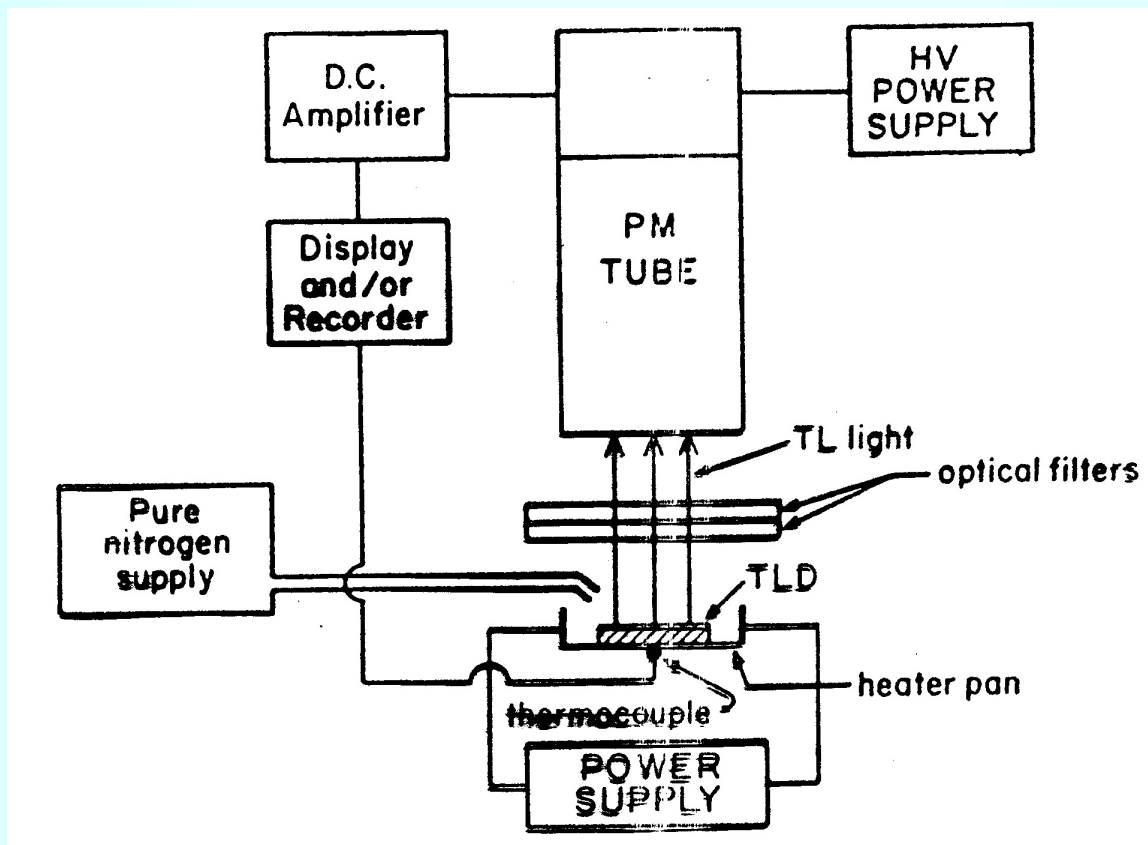 D.C.
Amplifier
HV
POWER
SUPPLY
PM
TUBE
Display
and/or
Recorder
TL light
optical filters
Pure
nitrogen
supply
TLD
heater pan
thermocouple
POWER
SUPPLY